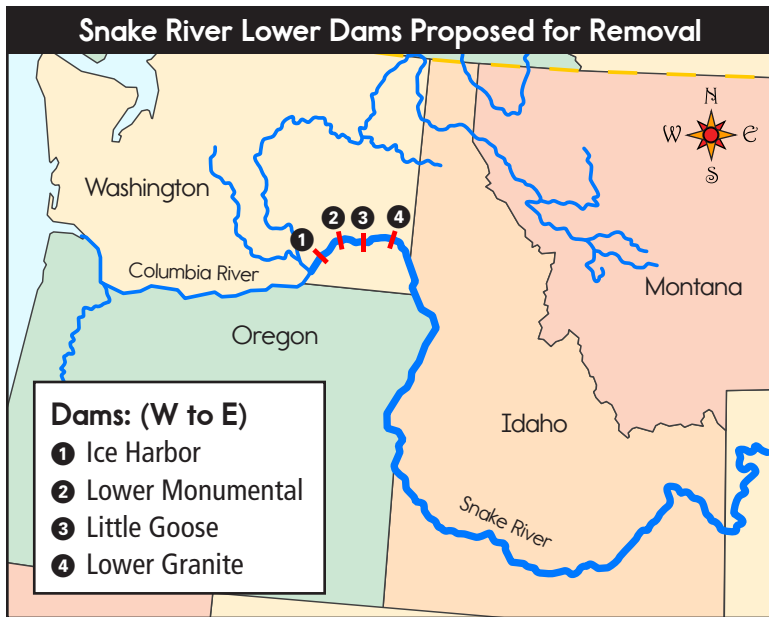 Snake River Lower Dams Proposed for Removal
N
W E
S
Washington
1 2 3 4
Columbia River
Montana
Oregon
Idaho
Snake River
Dams: (W to E)
1 Ice Harbor
2 Lower Monumental
3 Little Goose
4 Lower Granite